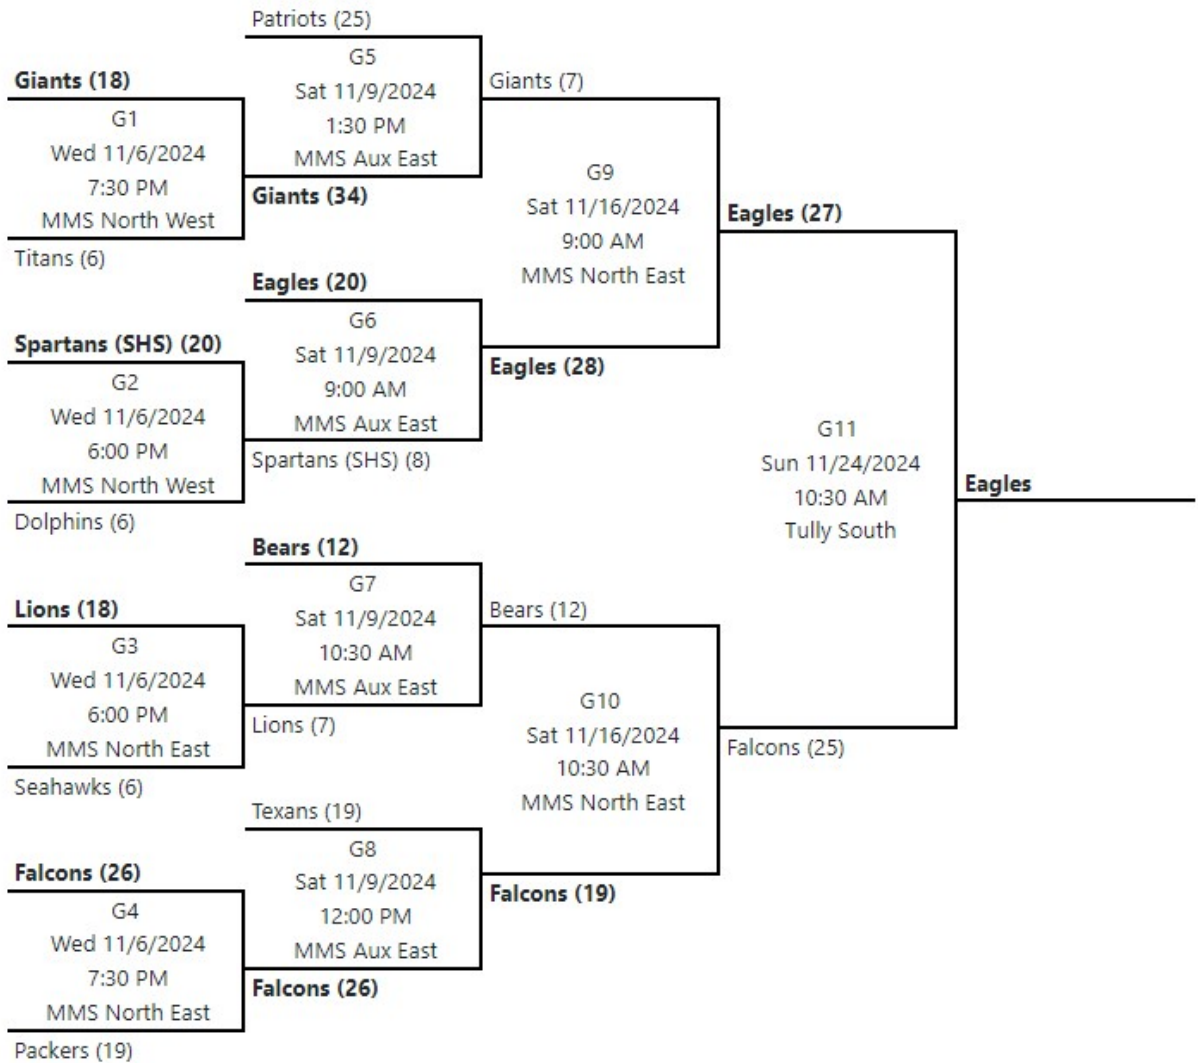 Patriots (25)
Giants (18)
G1
Wed 11/6/2024
7:30 PM
MMS North West
Titans (6)
G5
Sat 11/9/2024
1:30 PM
MMS Aux East
Giants (34)
Giants (7)
G9
Sat 11/16/2024
9:00 AM
MMS North East
Eagles (20)
G6
Sat 11/9/2024
9:00 AM
MMS Aux East
Spartans (SHS) (8)
Spartans (SHS) (20)
G2
Wed 11/6/2024
6:00 PM
MMS North West
Dolphins (6)
Eagles (28)
Eagles (27)
G11
Sun 11/24/2024
10:30 AM
Tully South
Eagles
Bears (12)
G7
Sat 11/9/2024
10:30 AM
MMS Aux East
Lions (7)
Lions (18)
G3
Wed 11/6/2024
6:00 PM
MMS North East
Seahawks (6)
Bears (12)
G10
Sat 11/16/2024
10:30 AM
MMS North East
Falcons (25)
Texans (19)
G8
Sat 11/9/2024
12:00 PM
MMS Aux East
Falcons (26)
Falcons (19)
Falcons (26)
G4
Wed 11/6/2024
7:30 PM
MMS North East
Packers (19)